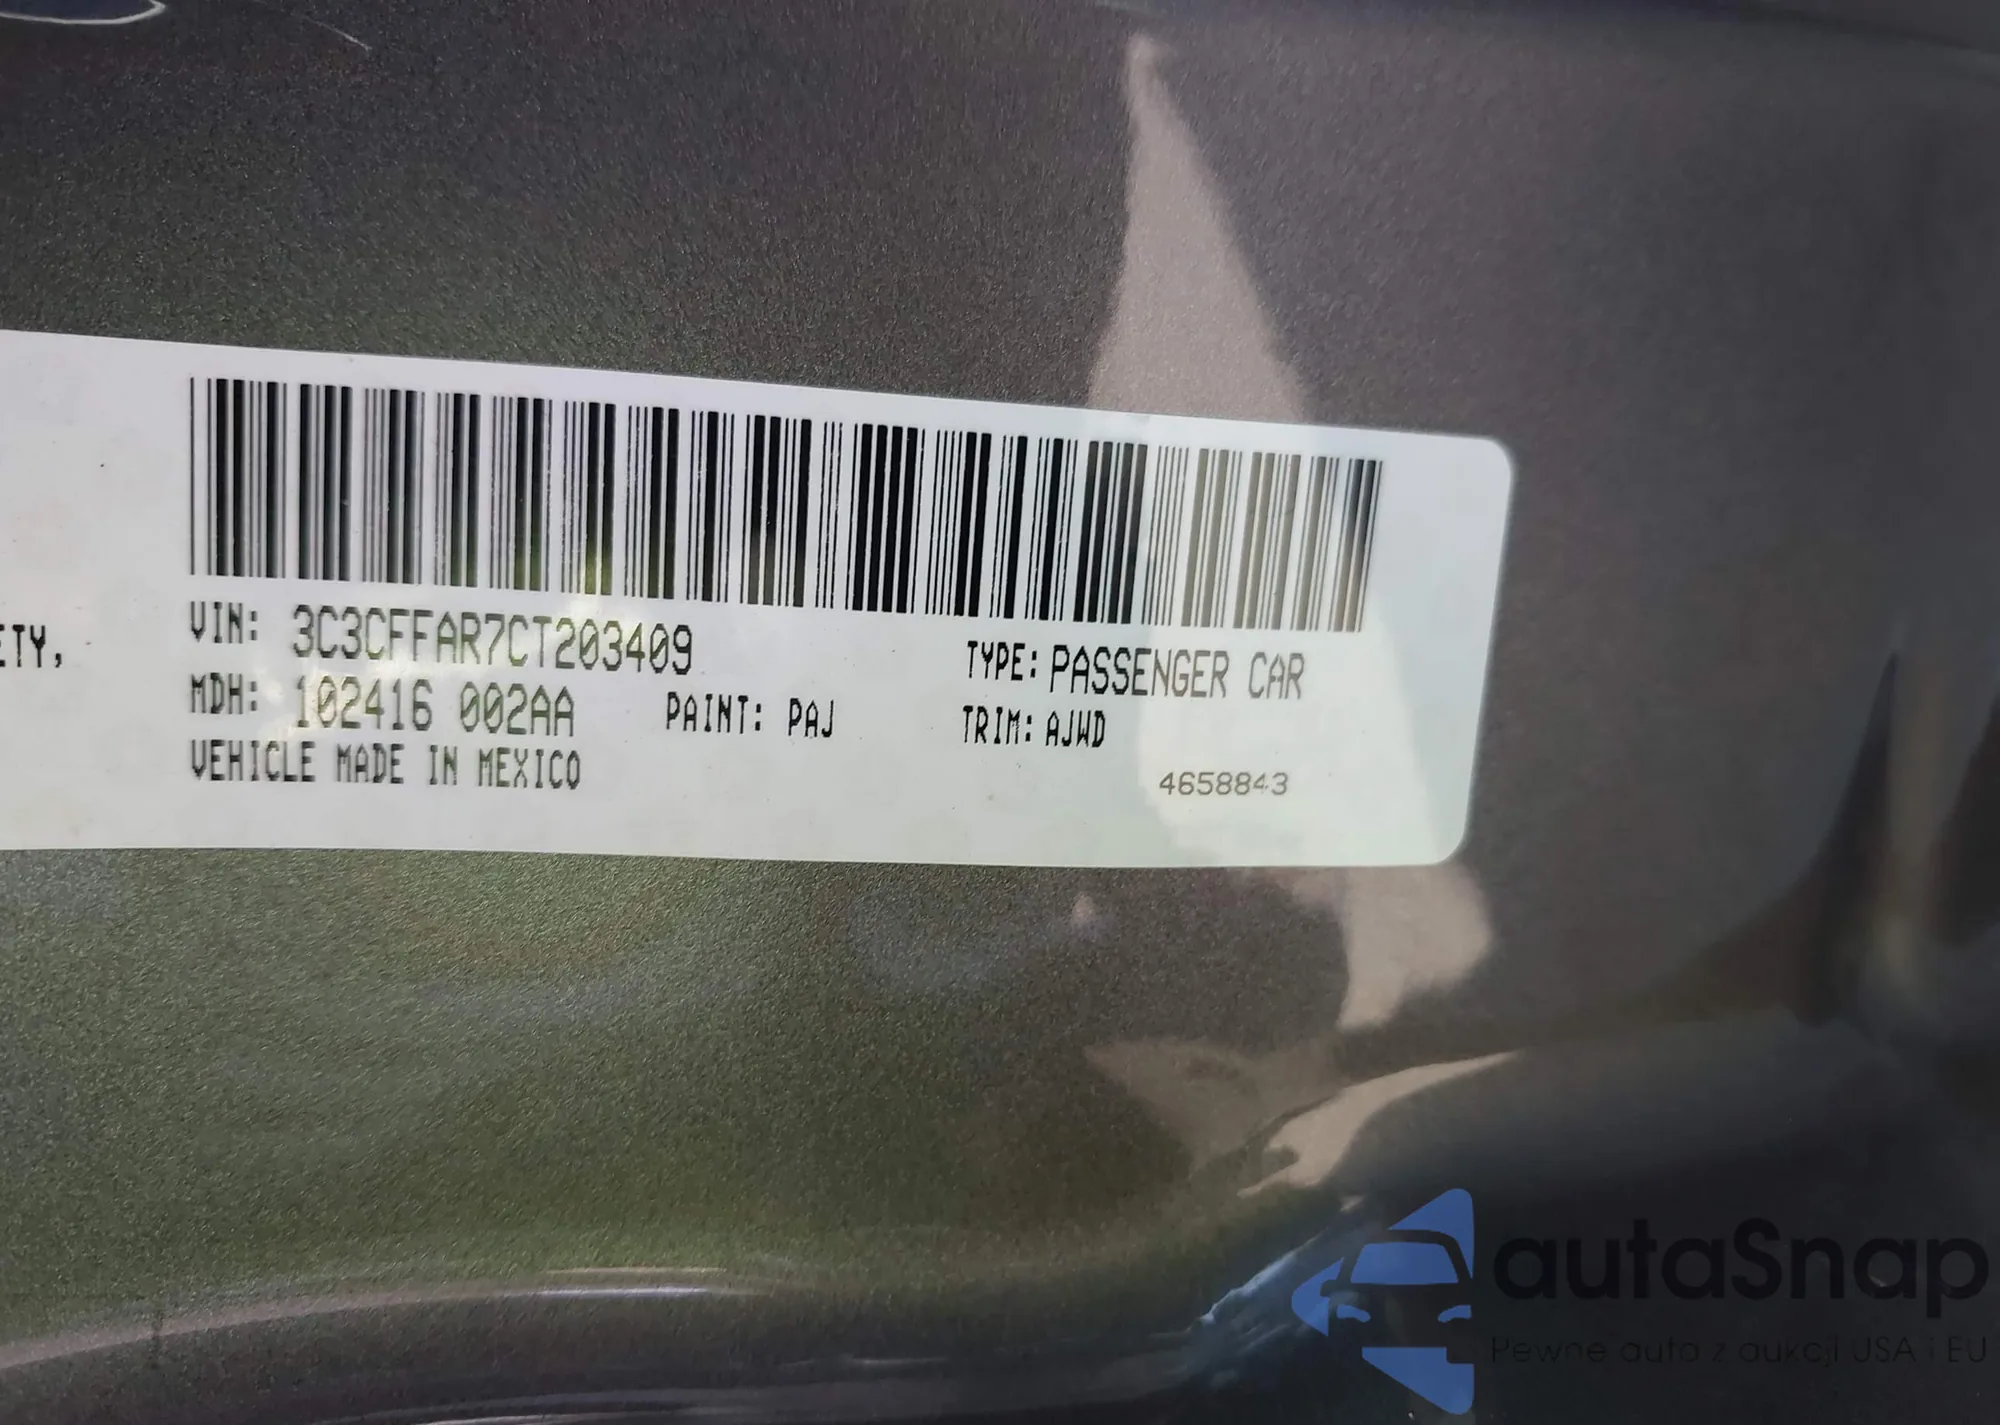 ETY,
VIN: 3C3CFFAR7CT203409 TYPE: PASSENGER CAR
MDH: 102416 002AA PAINT: PAJ TRIM: AJWD
VEHICLE MADE IN MEXICO
4658843
autaSnap
Pewne auto z aukcji USA i EU